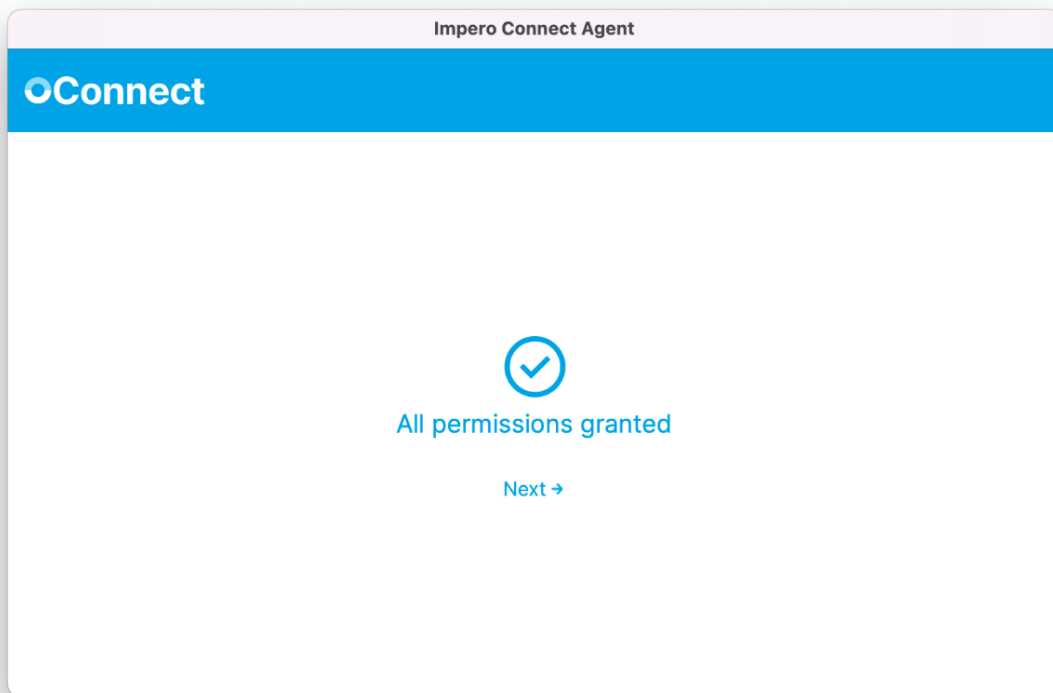 Impero Connect Agent
Connect
All permissions granted
Next →